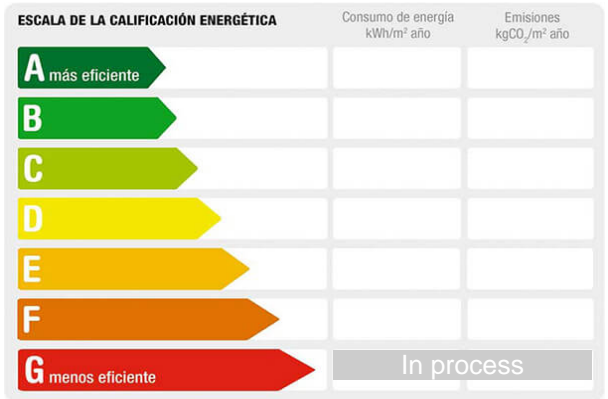 ESCALA DE LA CALIFICACIÓN ENERGÉTICA
Consumo de energía
kWh/m² año
Emisiones
kgCO₂/m² año
A más eficiente
B
C
D
E
F
G menos eficiente
In process